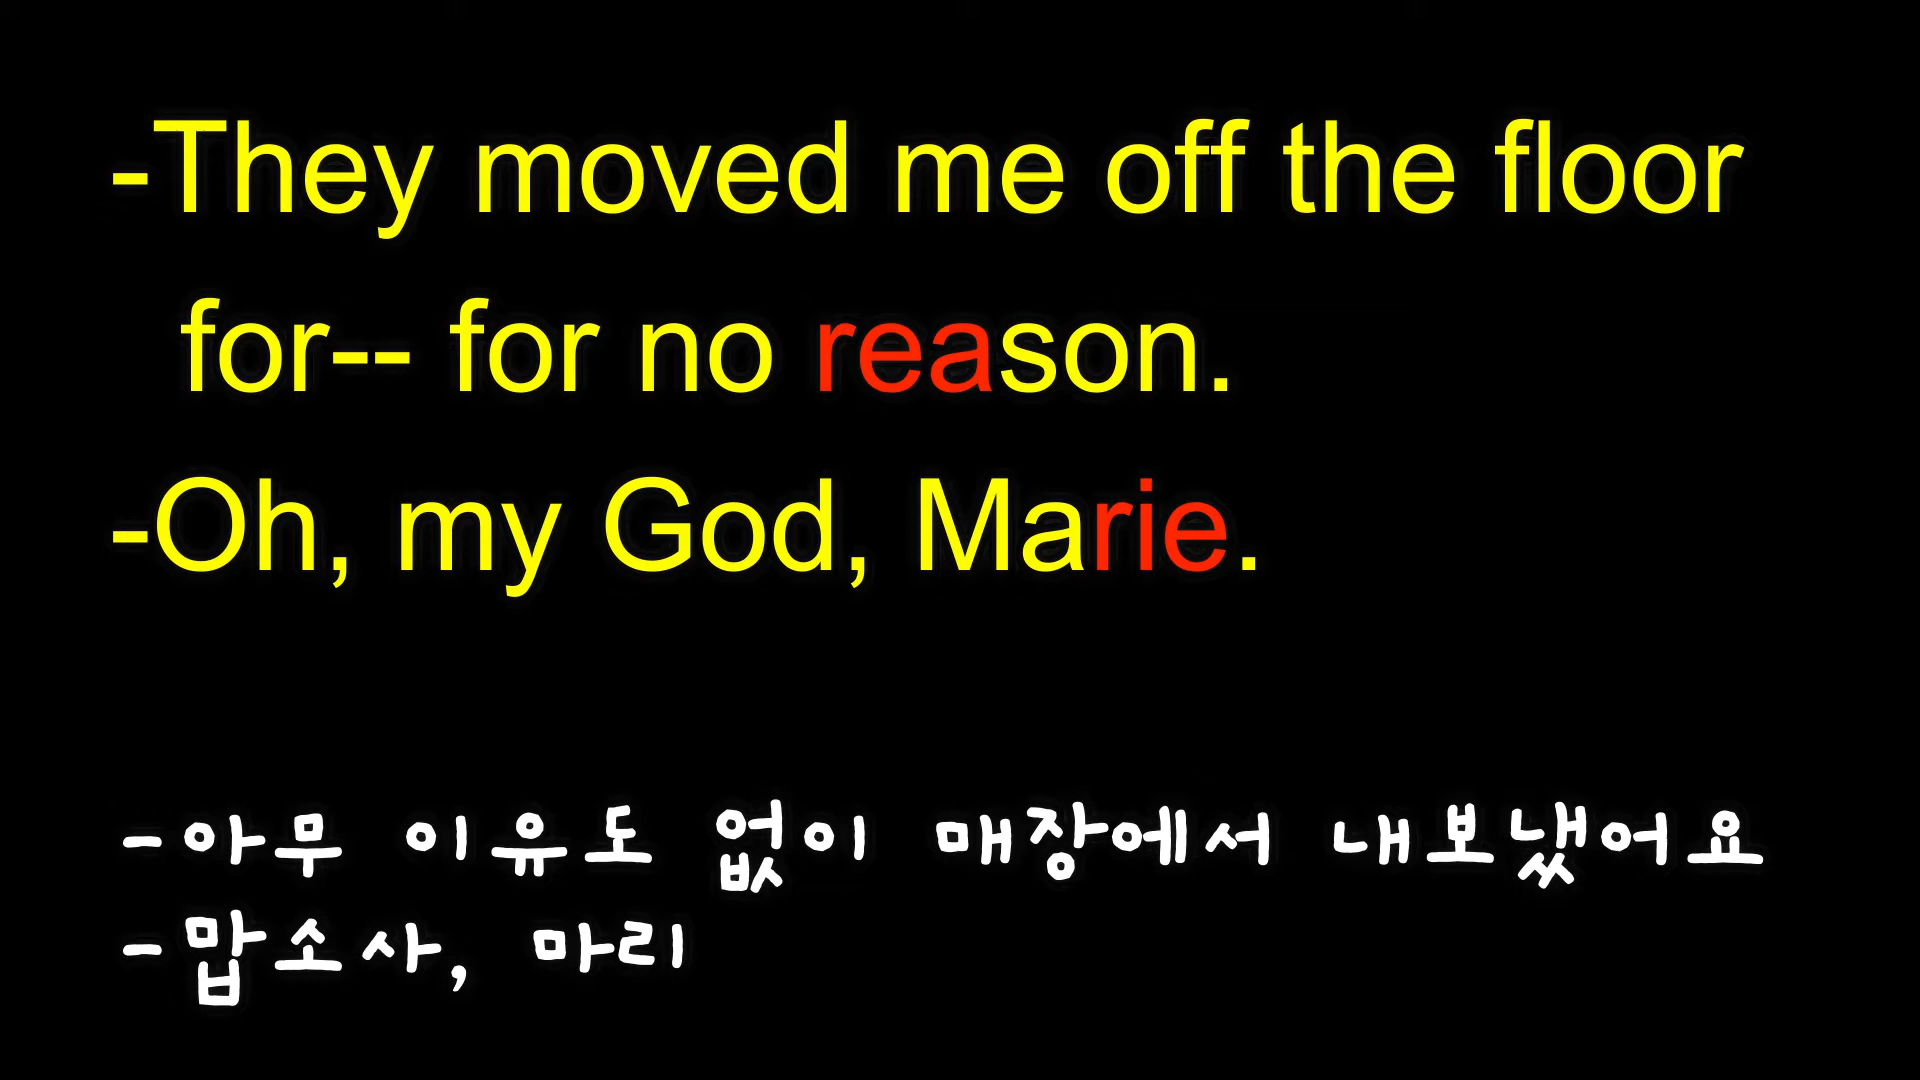 -They moved me off the floor
for-- for no reason.
-Oh, my God, Marie.
-아무 이유도 없이 매장에서 내보냈어요
-맙소사, 마리